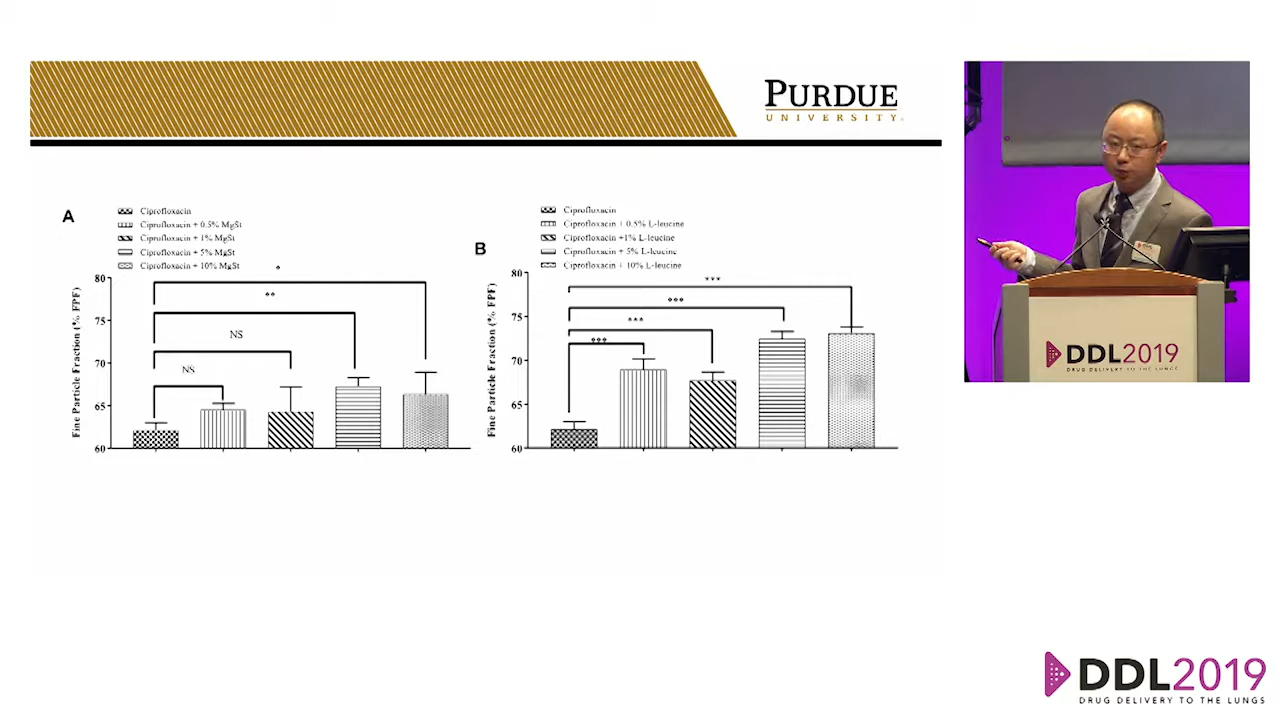 PURDUE
UNIVERSITY
A
Ciprofloxacin
Ciprofloxacin + 0.5% MgSt
Ciprofloxacin + 1% MgSt
Ciprofloxacin + 5% MgSt
Ciprofloxacin + 10% MgSt
Fine Particle Fraction (% FPF)
80
75
70
65
60
*
**
NS
NS
B
Ciprofloxacin
Ciprofloxacin + 0.5% L-leucine
Ciprofloxacin +1% L-leucine
Ciprofloxacin + 5% L-leucine
Ciprofloxacin + 10% L-leucine
Fine Particle Fraction (% FPF)
80
75
70
65
60
***
***
***
***
DDL2019
DRUG DELIVERY TO THE LUNGS
DDL2019
DRUG DELIVERY TO THE LUNGS